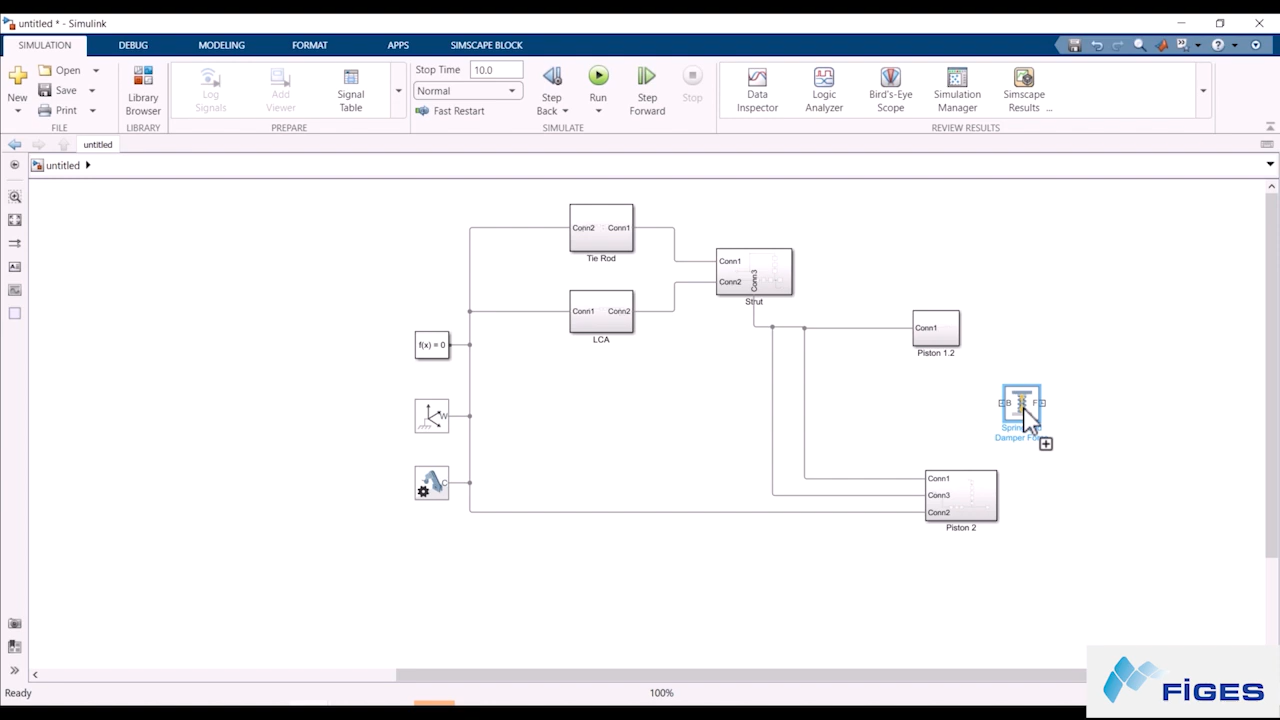 untitled * - Simulink
SIMULATION DEBUG MODELING FORMAT APPS SIMSCAPE BLOCK
New
Open
Save
Print
FILE
Library
Browser
LIBRARY
Log
Signals
Add
Viewer
Signal
Table
PREPARE
Stop Time 10.0
Normal
Fast Restart
Step
Back
Run
Step
Forward
Stop
SIMULATE
Data
Inspector
Logic
Analyzer
Bird's-Eye
Scope
Simulation
Manager
Simscape
Results ...
REVIEW RESULTS
untitled
untitled
Conn2 Conn1
Tie Rod
Conn1
Conn2
Conn3
Strut
Conn1 Conn2
LCA
Conn1
Piston 1.2
f(x) = 0
W
C
B F
Damper
Conn1
Conn3
Conn2
Piston 2
Ready
100%
FIGES